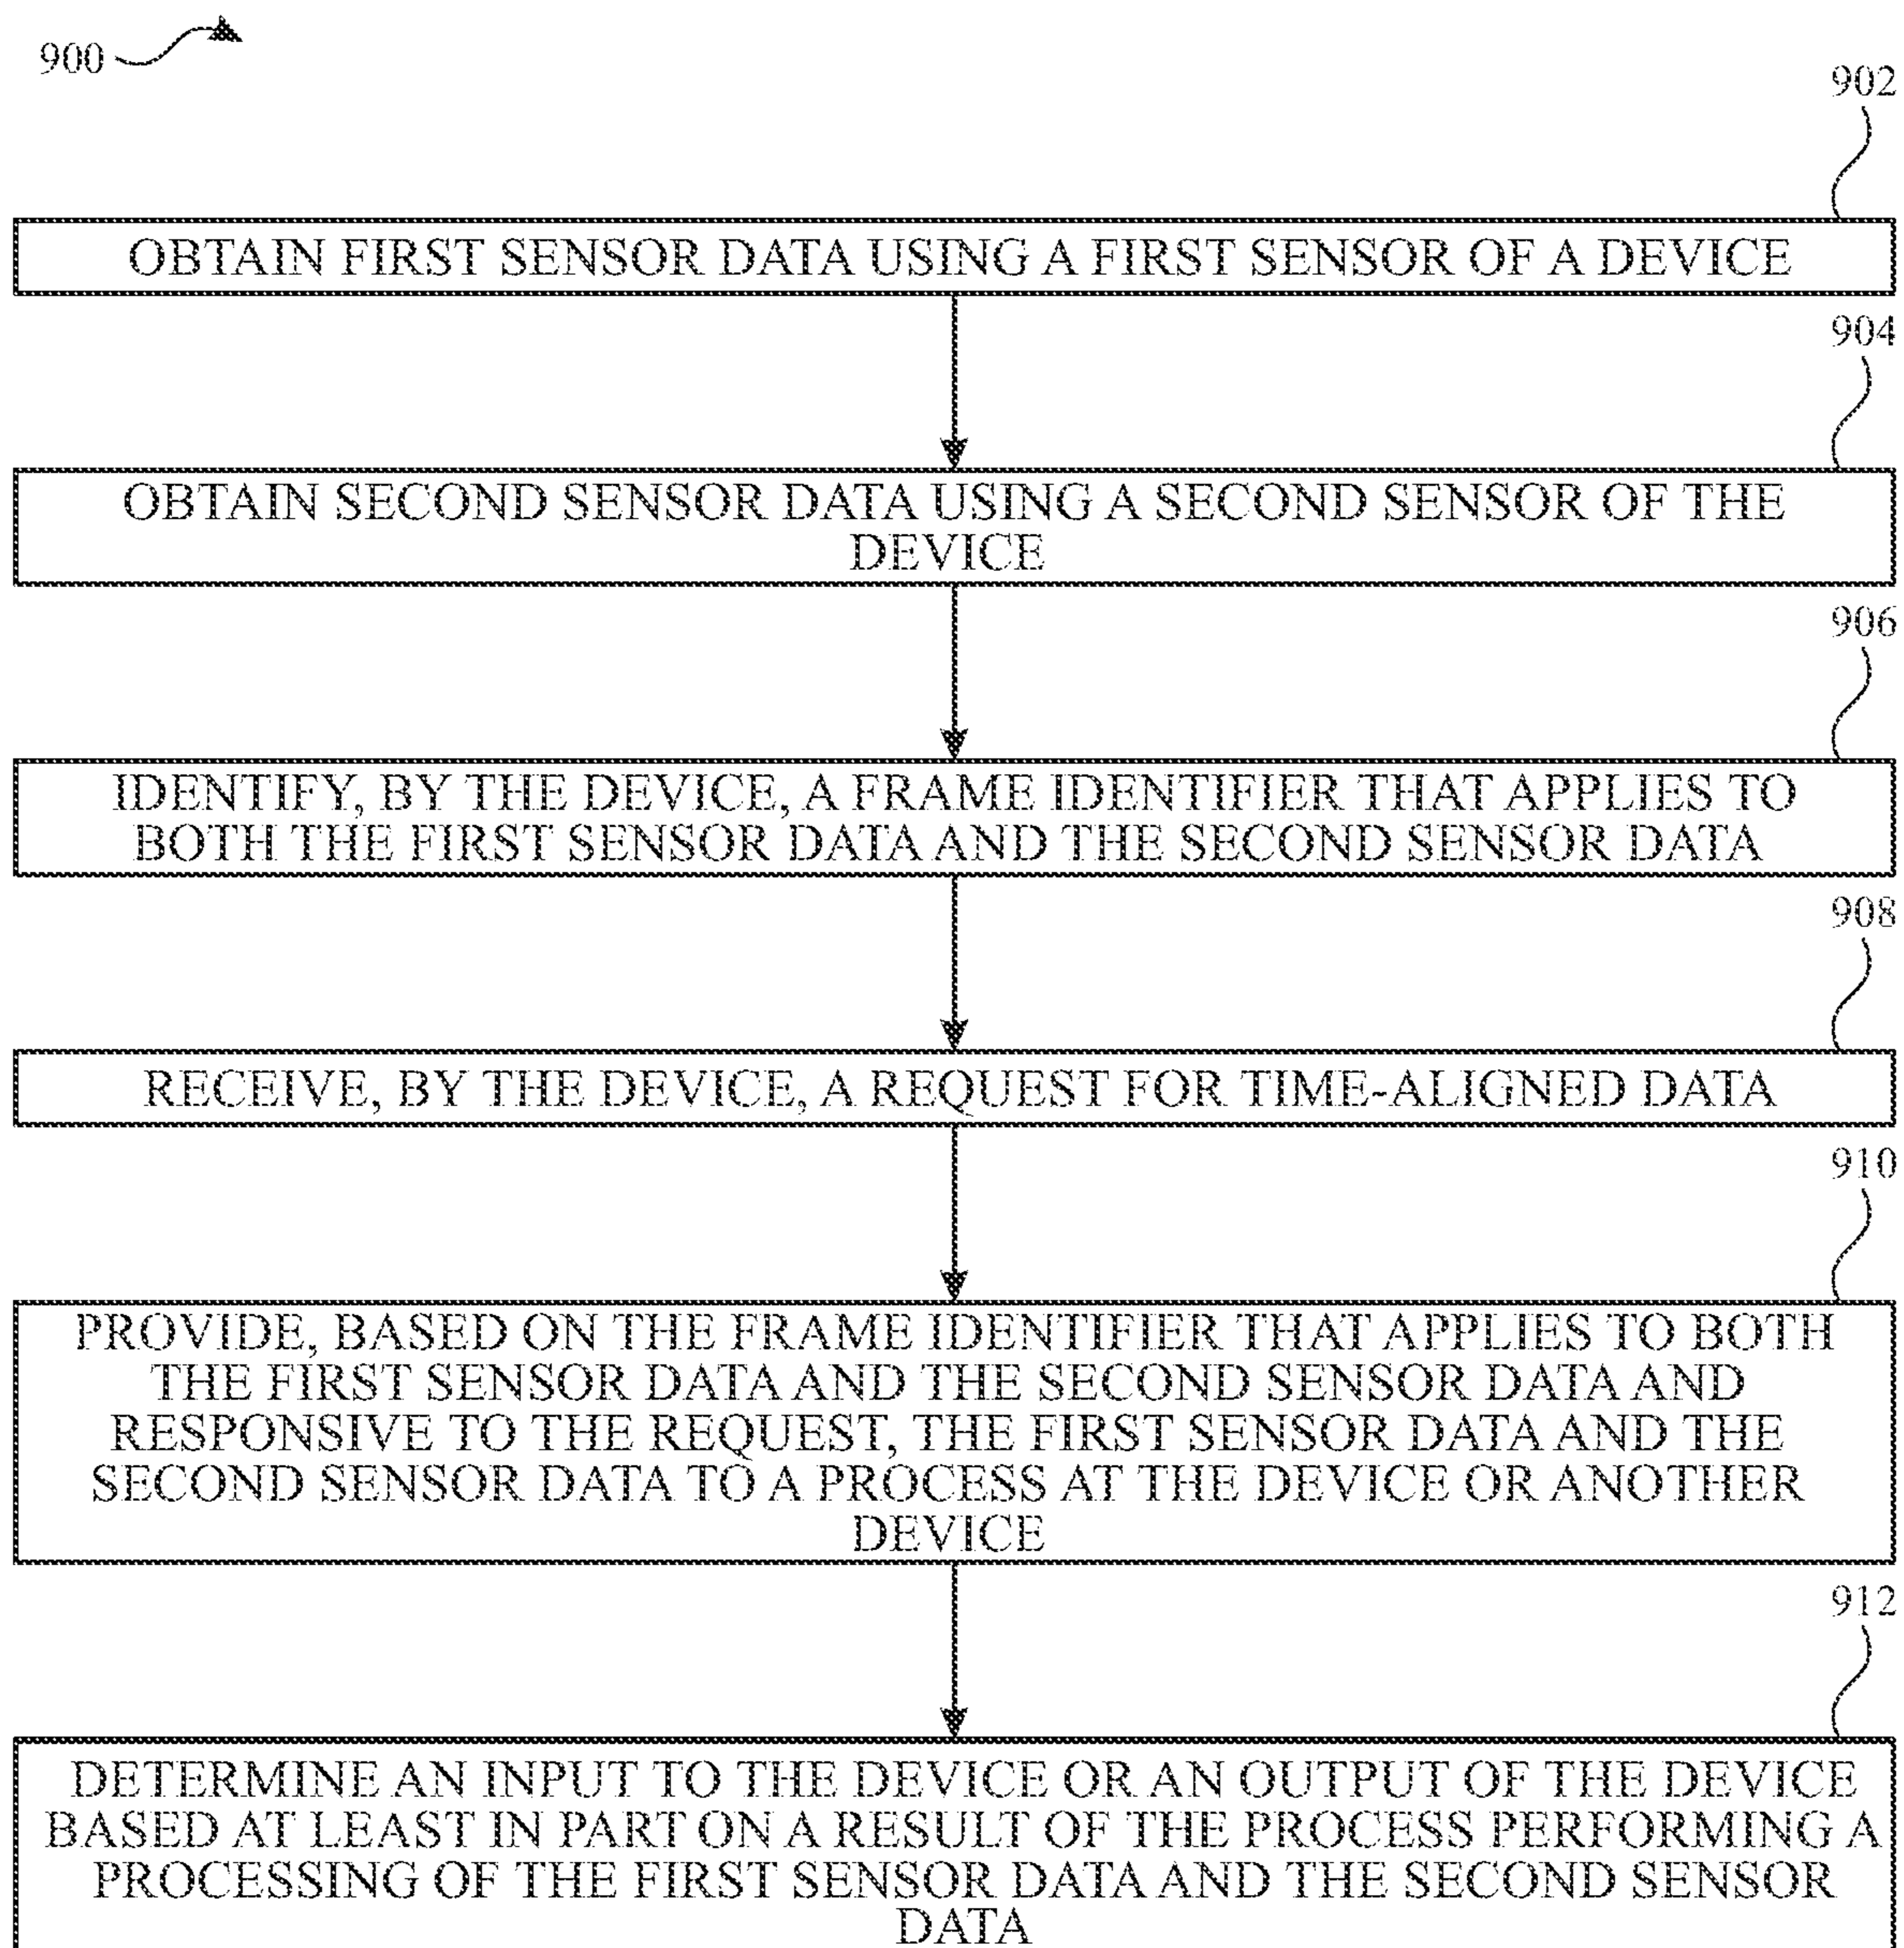 900
902
OBTAIN FIRST SENSOR DATA USING A FIRST SENSOR OF A DEVICE
904
OBTAIN SECOND SENSOR DATA USING A SECOND SENSOR OF THE
DEVICE
906
IDENTIFY, BY THE DEVICE, A FRAME IDENTIFIER THAT APPLIES TO
BOTH THE FIRST SENSOR DATA AND THE SECOND SENSOR DATA
908
RECEIVE, BY THE DEVICE, A REQUEST FOR TIME-ALIGNED DATA
910
PROVIDE, BASED ON THE FRAME IDENTIFIER THAT APPLIES TO BOTH
THE FIRST SENSOR DATA AND THE SECOND SENSOR DATA AND
RESPONSIVE TO THE REQUEST, THE FIRST SENSOR DATA AND THE
SECOND SENSOR DATA TO A PROCESS AT THE DEVICE OR ANOTHER
DEVICE
912
DETERMINE AN INPUT TO THE DEVICE OR AN OUTPUT OF THE DEVICE
BASED AT LEAST IN PART ON A RESULT OF THE PROCESS PERFORMING A
PROCESSING OF THE FIRST SENSOR DATA AND THE SECOND SENSOR
DATA